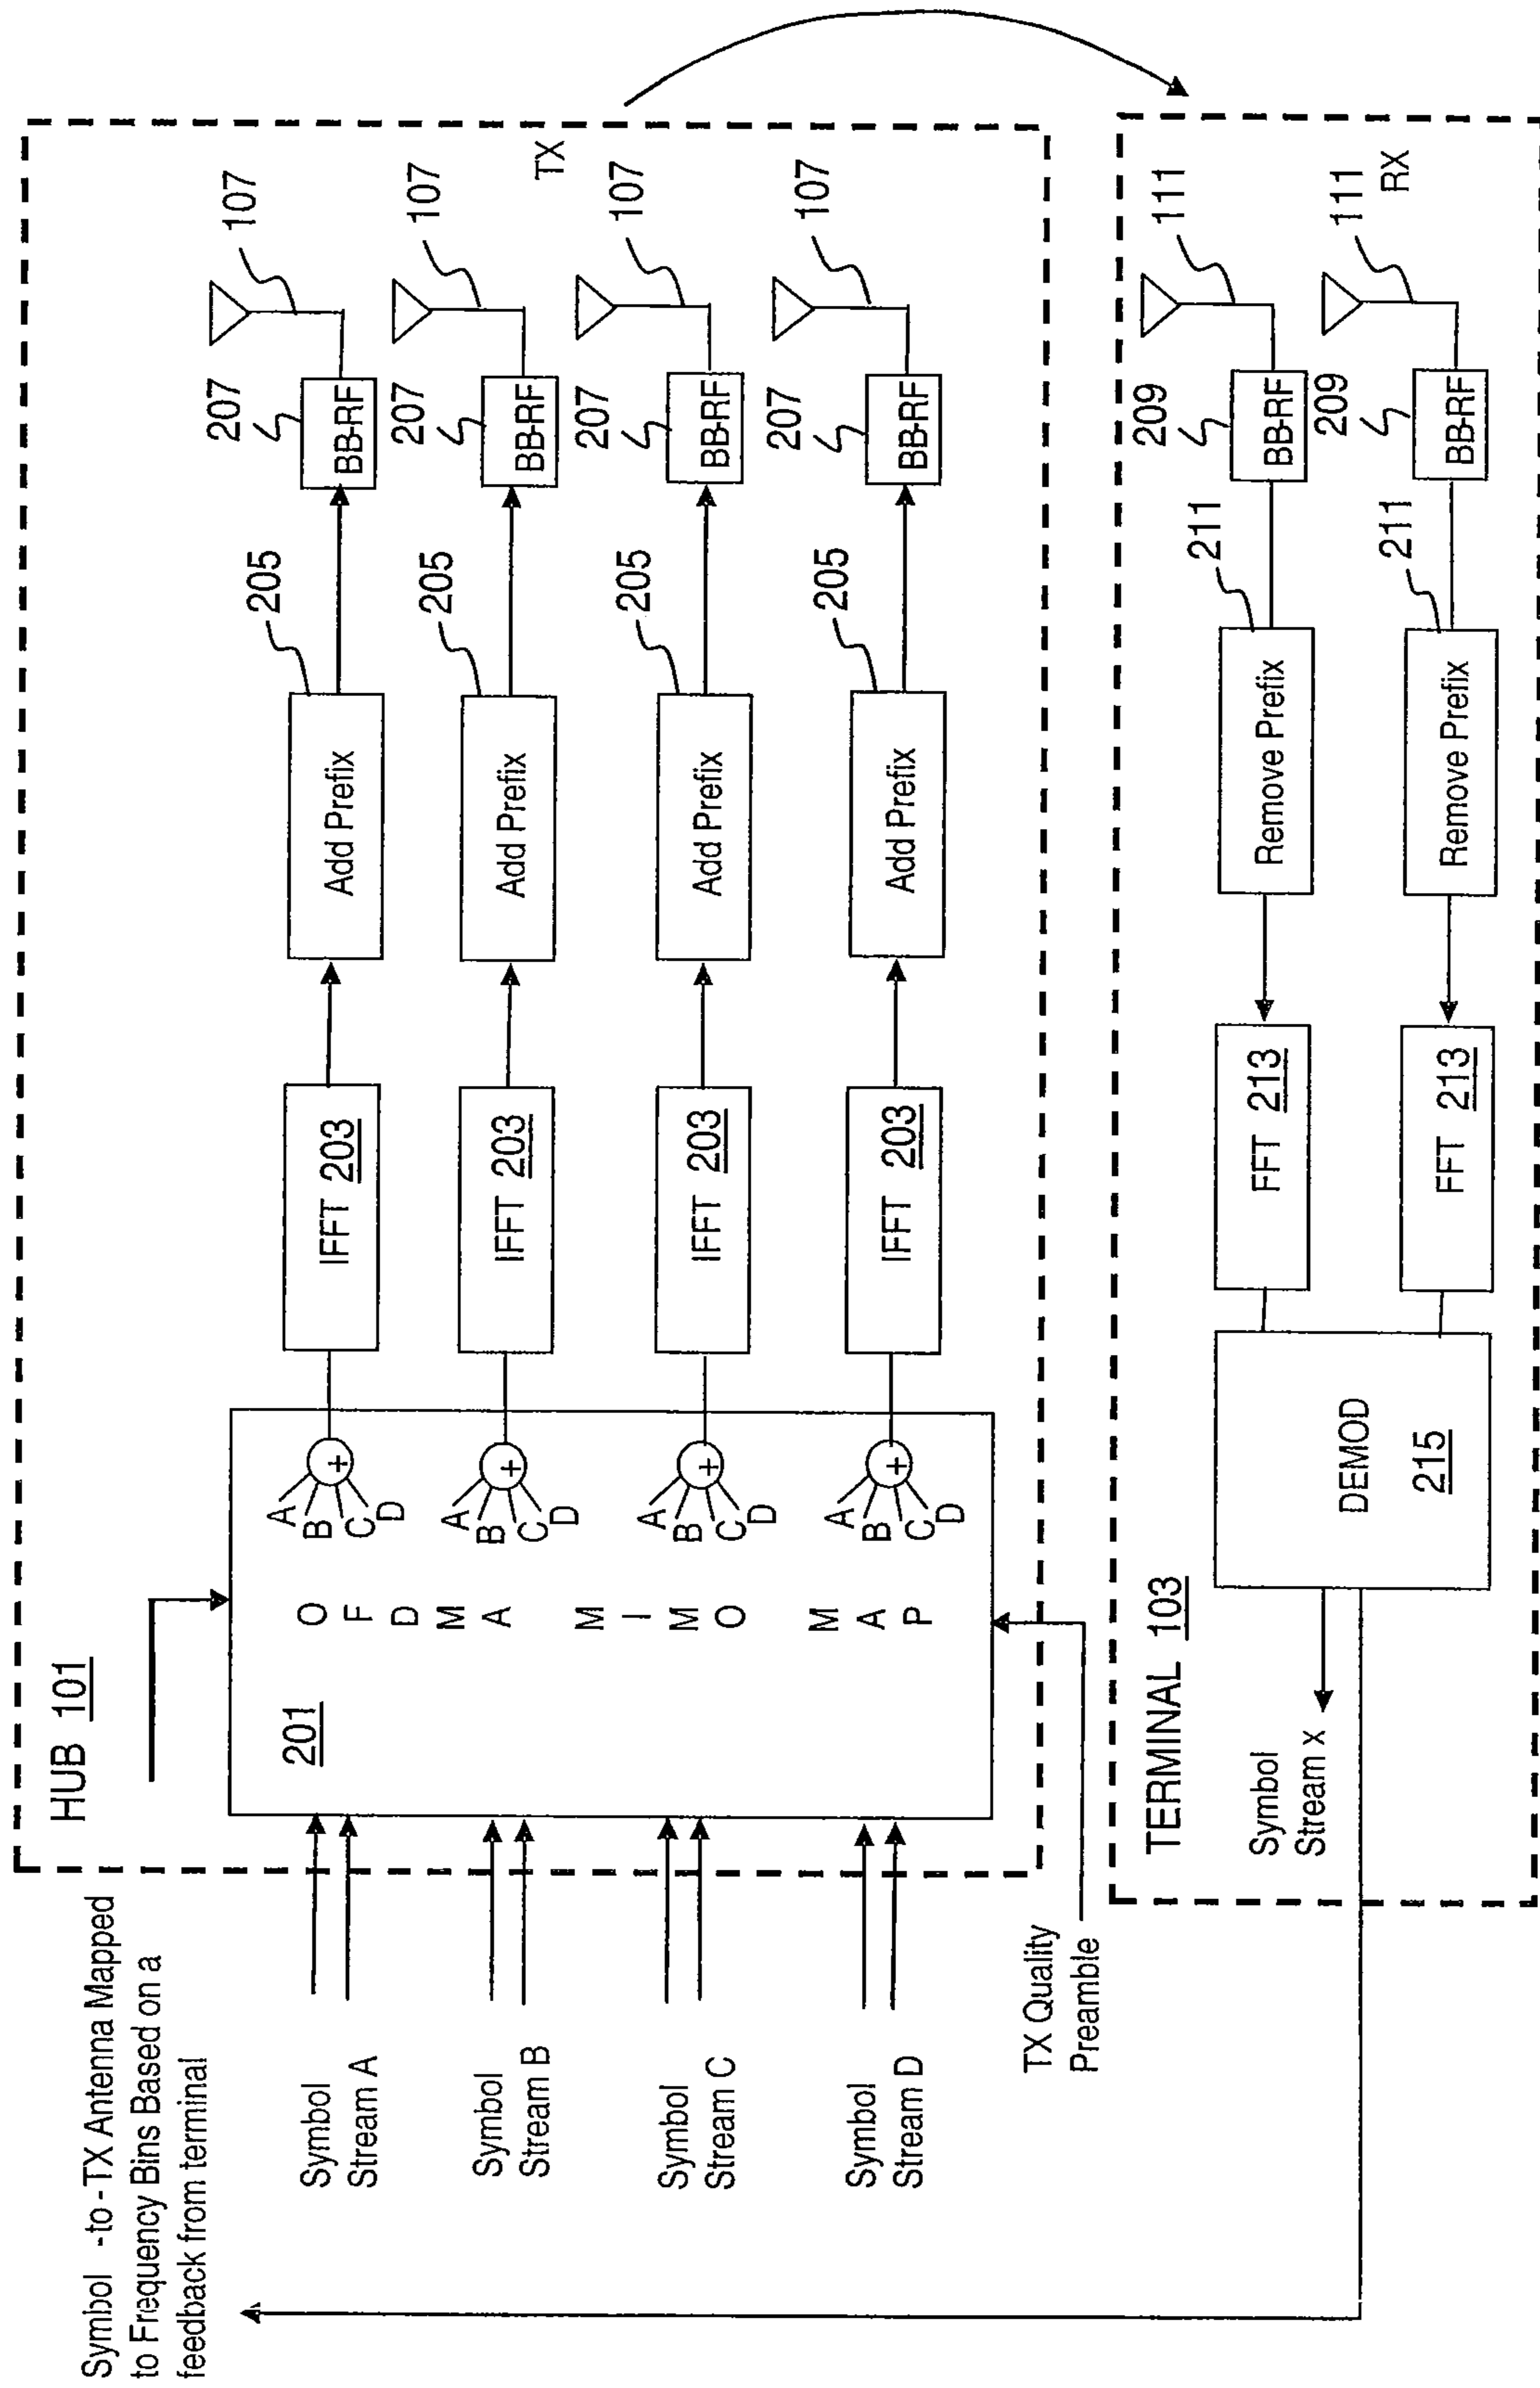 Symbol -to-TX Antenna Mapped
to Frequency Bins Based on a
feedback from terminal
HUB 101
Symbol
Stream A
Symbol
Stream B
Symbol
Stream C
Symbol
Stream D
TX Quality
Preamble
201
O
F
D
M
A
M
I
M
O
M
A
P
A
B
C
D
+
A
B
C
D
+
A
B
C
D
+
A
B
C
D
+
IFFT 203
IFFT 203
IFFT 203
IFFT 203
Add Prefix
205
Add Prefix
205
Add Prefix
205
Add Prefix
205
BB-RF
207
BB-RF
207
BB-RF
207
BB-RF
207
107
107
107
107
TX
TERMINAL 103
Symbol
Stream x
DEMOD
215
FFT 213
FFT 213
Remove Prefix
211
Remove Prefix
211
BB-RF
209
BB-RF
209
111
111
RX